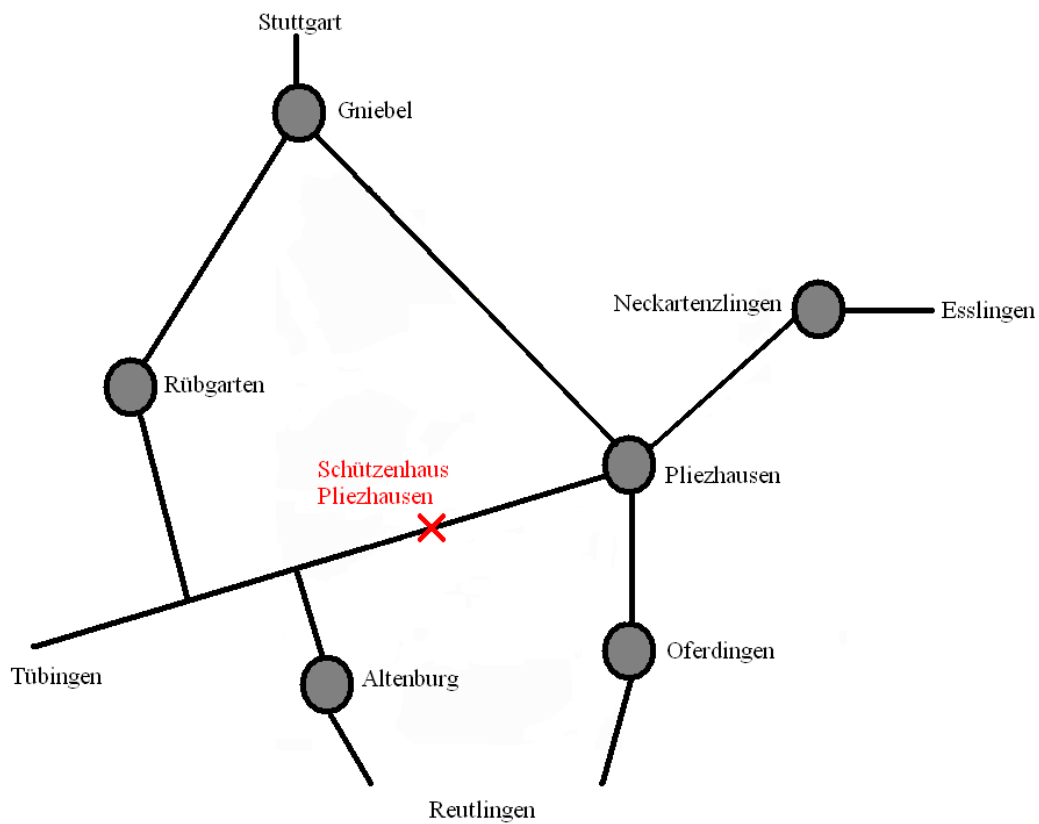 Stuttgart
Gniebel
Neckartenzlingen
Esslingen
Rübgarten
Schützenhaus
Pliezhausen
Pliezhausen
Oferdingen
Tübingen
Altenburg
Reutlingen